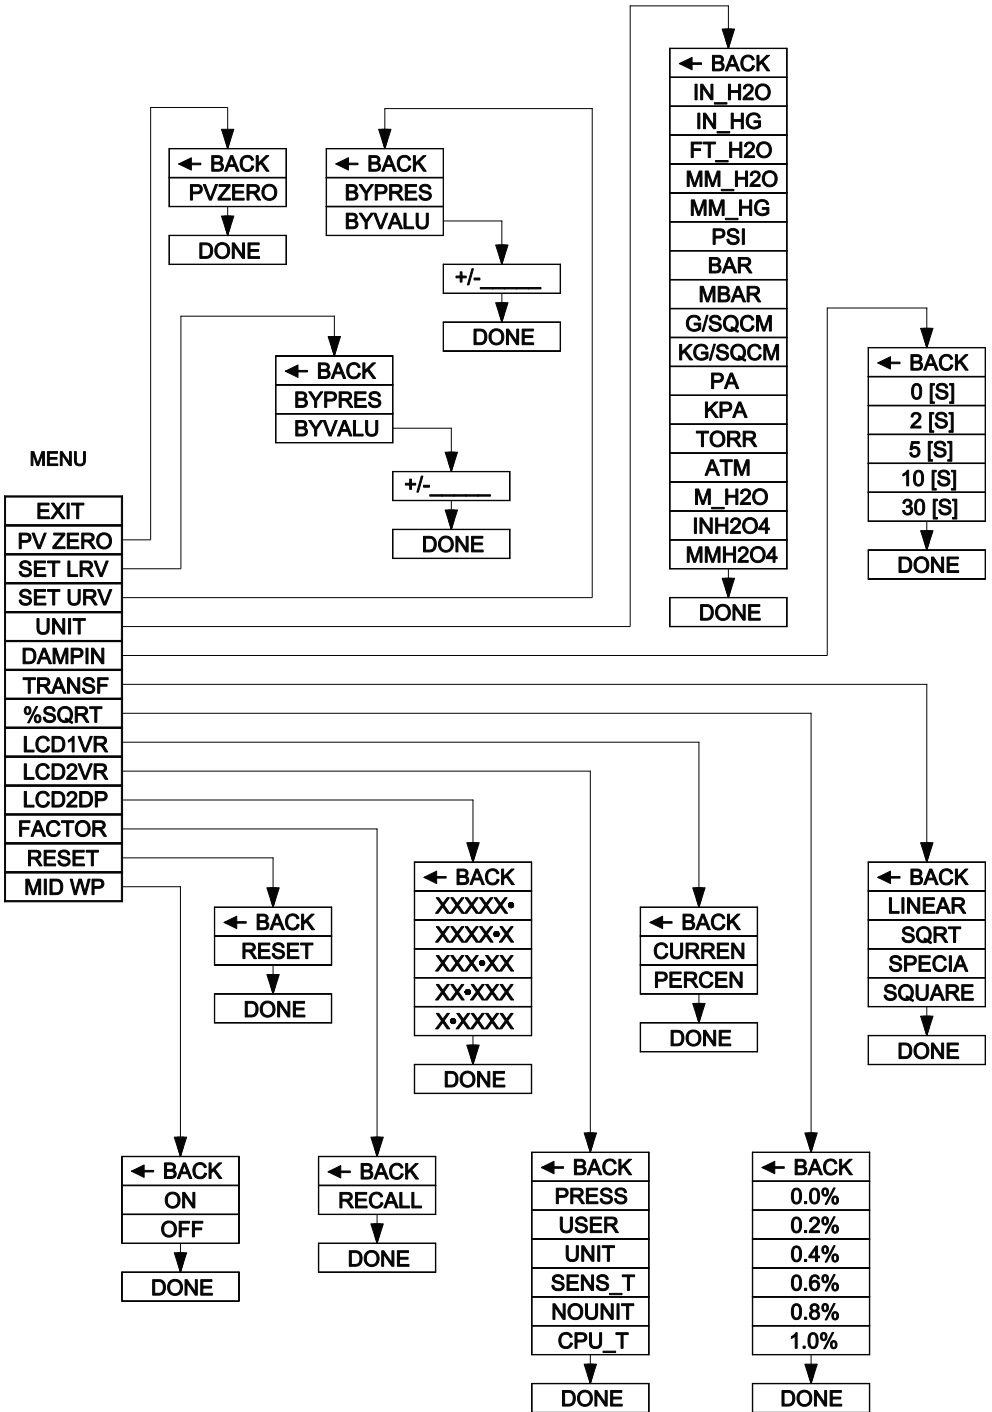 MENU
EXIT
PV ZERO
SET LRV
SET URV
UNIT
DAMPIN
TRANSF
%SQRT
LCD1VR
LCD2VR
LCD2DP
FACTOR
RESET
MID WP
← BACK
PVZERO
DONE
← BACK
BYPRES
BYVALU
+/-______
DONE
← BACK
BYPRES
BYVALU
+/-______
DONE
← BACK
IN_H2O
IN_HG
FT_H2O
MM_H2O
MM_HG
PSI
BAR
MBAR
G/SQCM
KG/SQCM
PA
KPA
TORR
ATM
M_H2O
INH2O4
MMH2O4
DONE
← BACK
0 [S]
2 [S]
5 [S]
10 [S]
30 [S]
DONE
← BACK
LINEAR
SQRT
SPECIA
SQUARE
DONE
← BACK
0.0%
0.2%
0.4%
0.6%
0.8%
1.0%
DONE
← BACK
CURREN
PERCEN
DONE
← BACK
PRESS
USER
UNIT
SENS_T
NOUNIT
CPU_T
DONE
← BACK
XXXXX•
XXXX•X
XXX•XX
XX•XXX
X•XXXX
DONE
← BACK
RECALL
DONE
← BACK
RESET
DONE
← BACK
ON
OFF
DONE